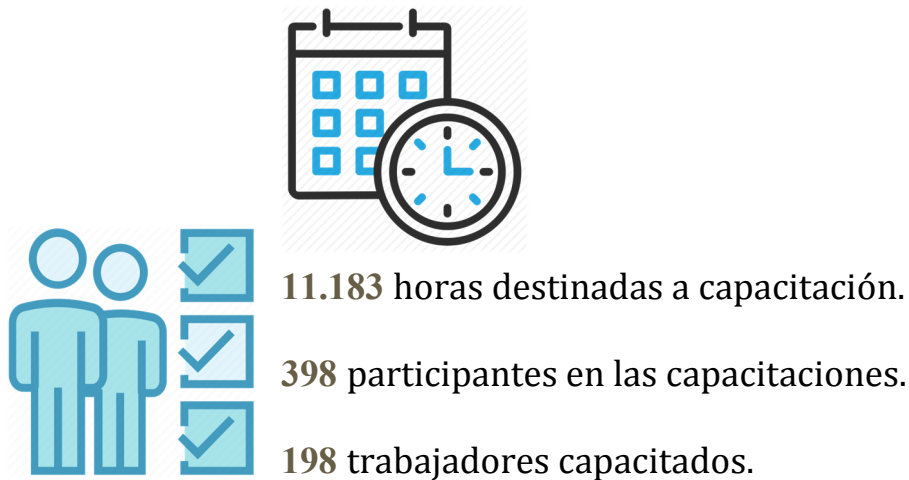 11.183 horas destinadas a capacitación.
398 participantes en las capacitaciones.
198 trabajadores capacitados.